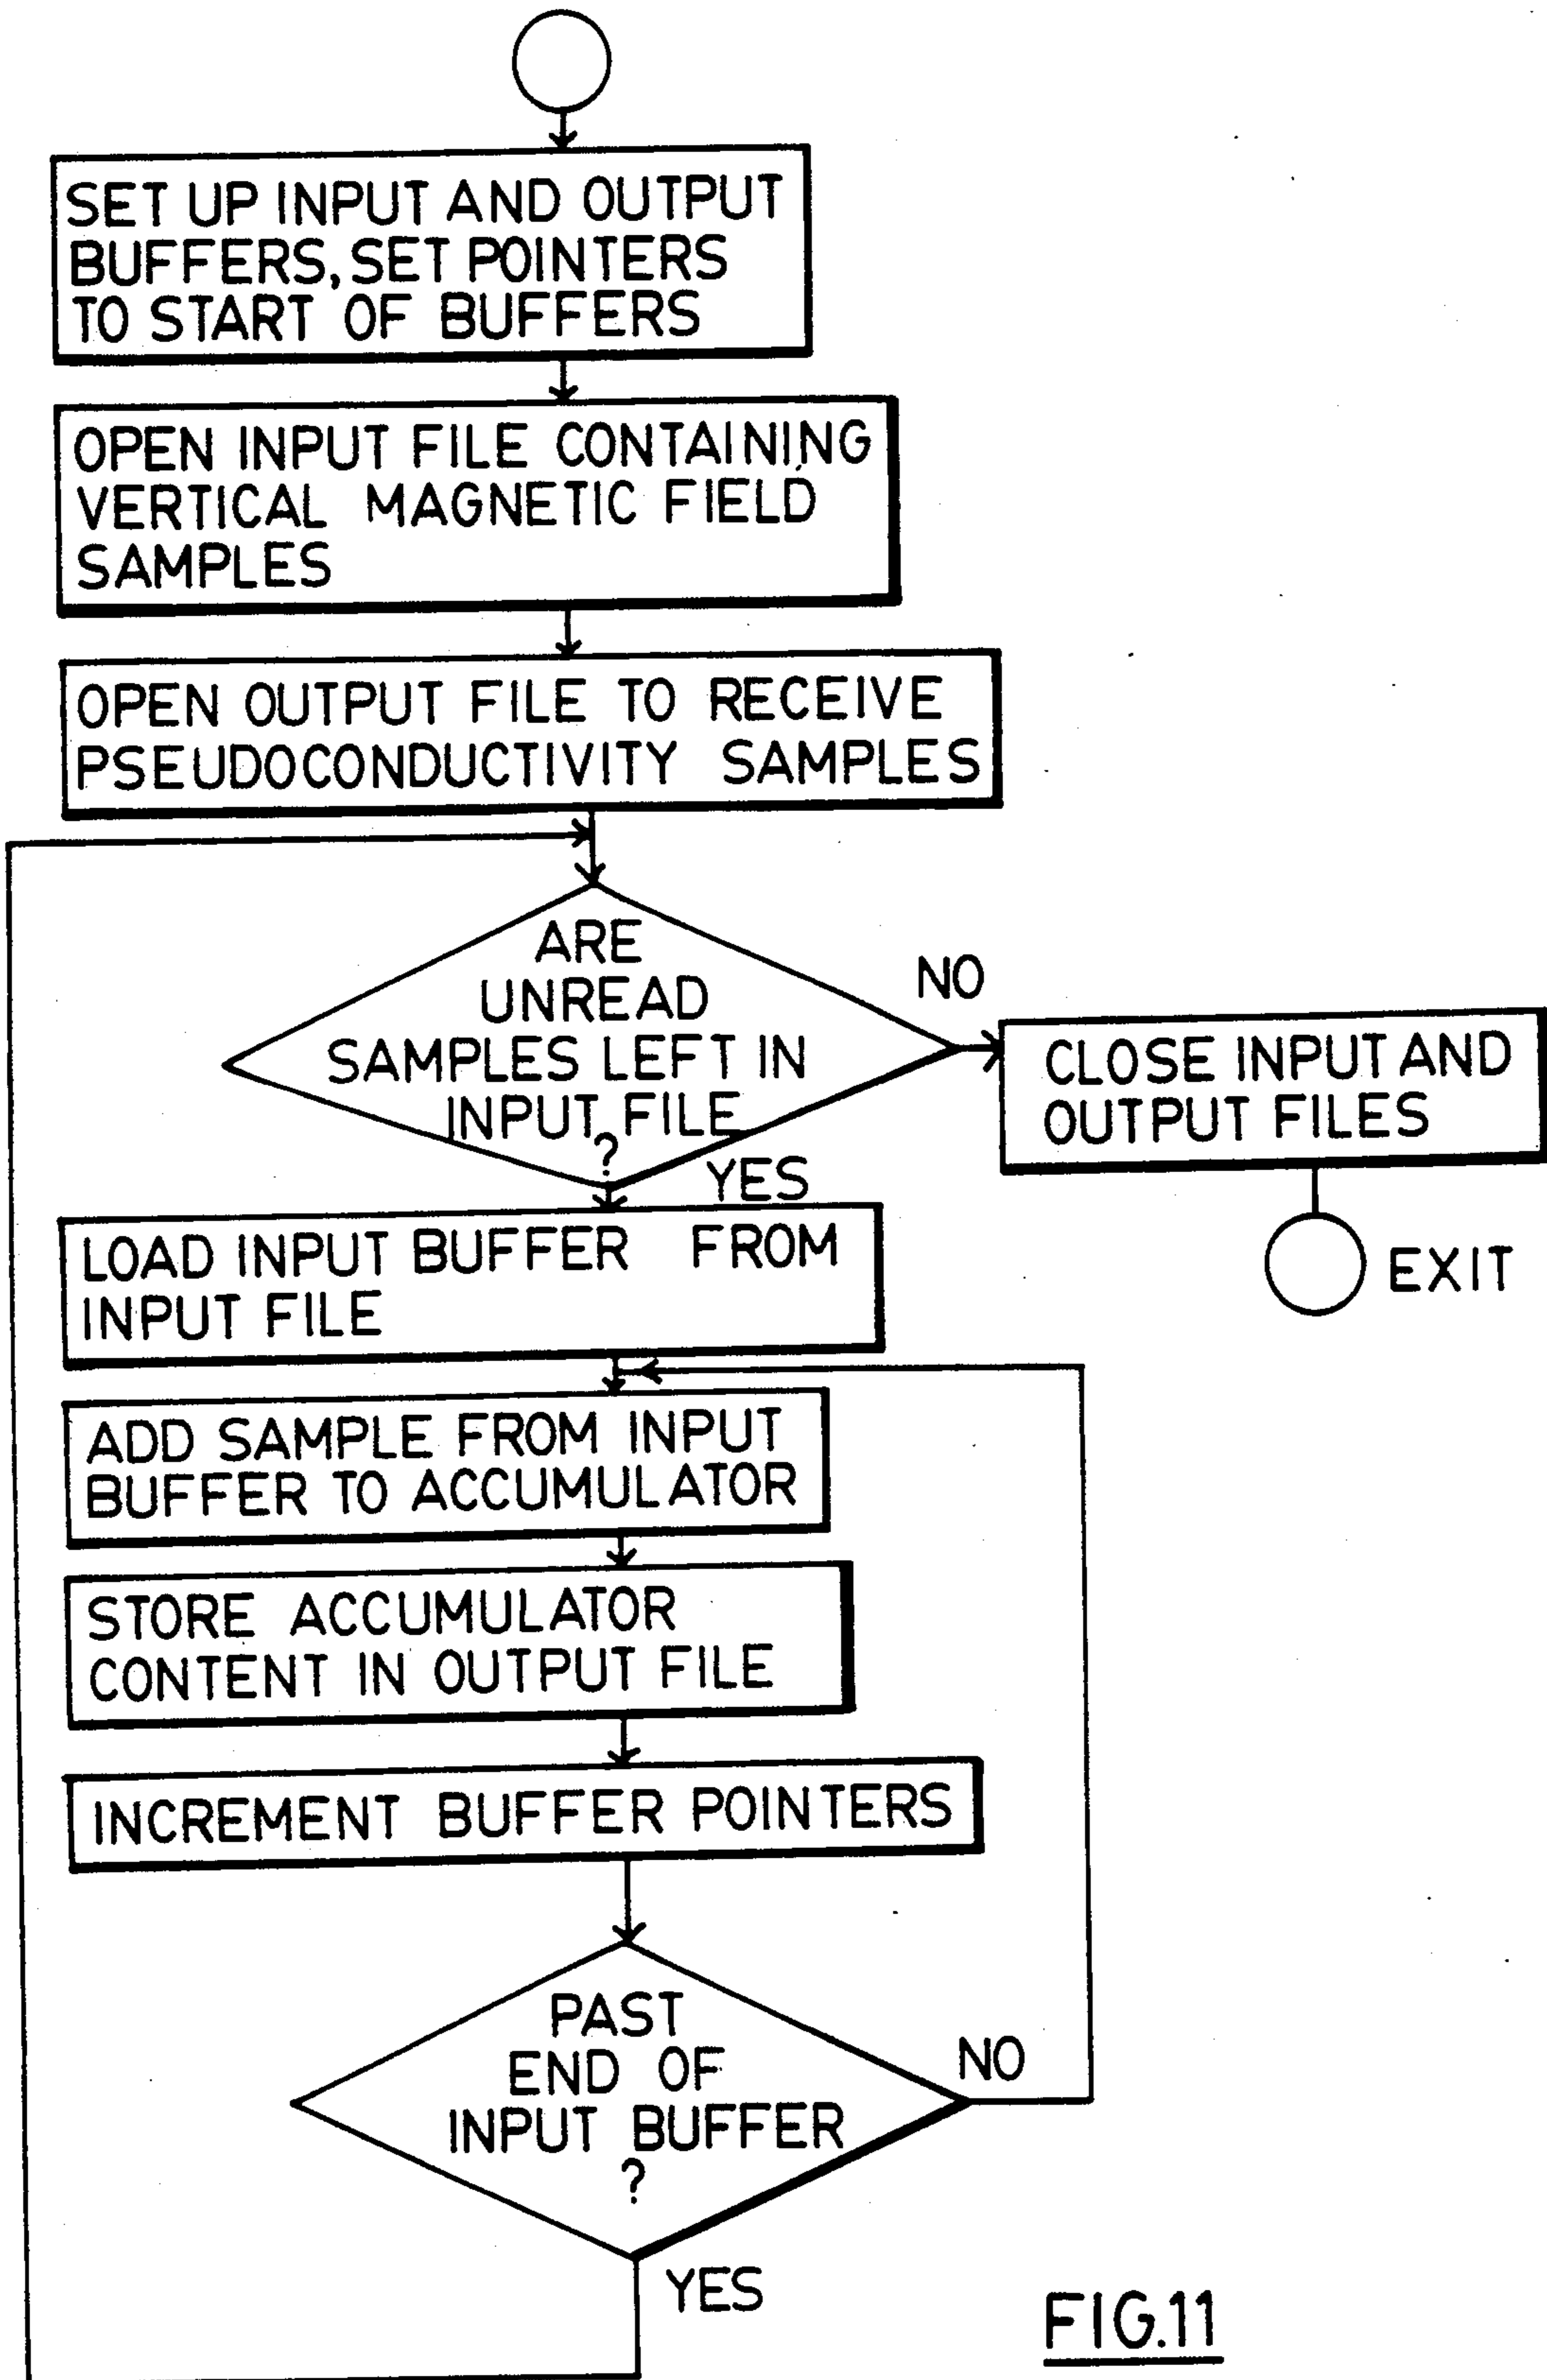 SET UP INPUT AND OUTPUT
BUFFERS, SET POINTERS
TO START OF BUFFERS
OPEN INPUT FILE CONTAINING
VERTICAL MAGNETIC FIELD
SAMPLES
OPEN OUTPUT FILE TO RECEIVE
PSEUDOCONDUCTIVITY SAMPLES
ARE
UNREAD
SAMPLES LEFT IN
INPUT FILE
?
NO
CLOSE INPUT AND
OUTPUT FILES
EXIT
YES
LOAD INPUT BUFFER FROM
INPUT FILE
ADD SAMPLE FROM INPUT
BUFFER TO ACCUMULATOR
STORE ACCUMULATOR
CONTENT IN OUTPUT FILE
INCREMENT BUFFER POINTERS
PAST
END OF
INPUT BUFFER
?
NO
YES
FIG.11